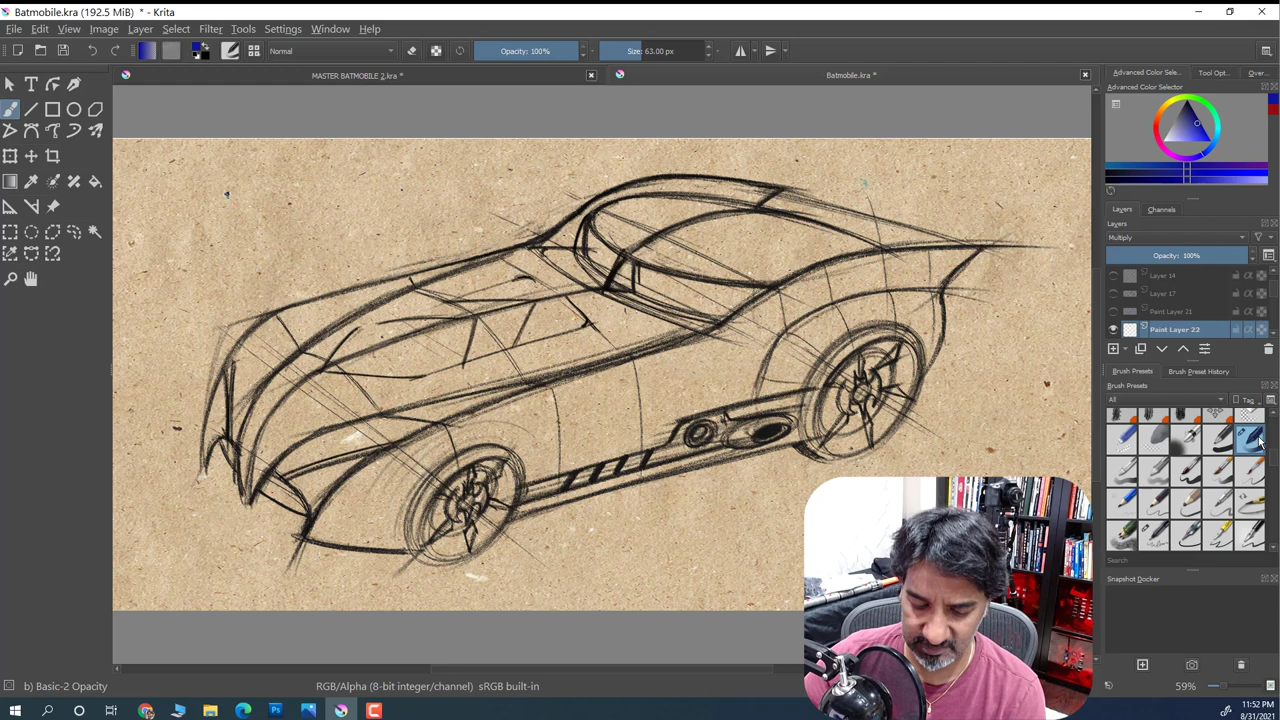 Batmobile.kra (192.5 MiB) * - Krita
File Edit View Image Layer Select Filter Tools Settings Window Help
Normal Opacity: 100% Size: 63.00 px
MASTER BATMOBILE 2.kra * Batmobile.kra *
Advanced Color Sele... Tool Opt... Over...
Advanced Color Selector
Layers Channels
Layers
Multiply
Opacity: 100%
Layer 14
Layer 17
Paint Layer 21
Paint Layer 22
Brush Presets Brush Preset History
Brush Presets
All Tag
Search
Snapshot Docker
b) Basic-2 Opacity RGB/Alpha (8-bit integer/channel) sRGB built-in 59%
11:52 PM
8/31/2021